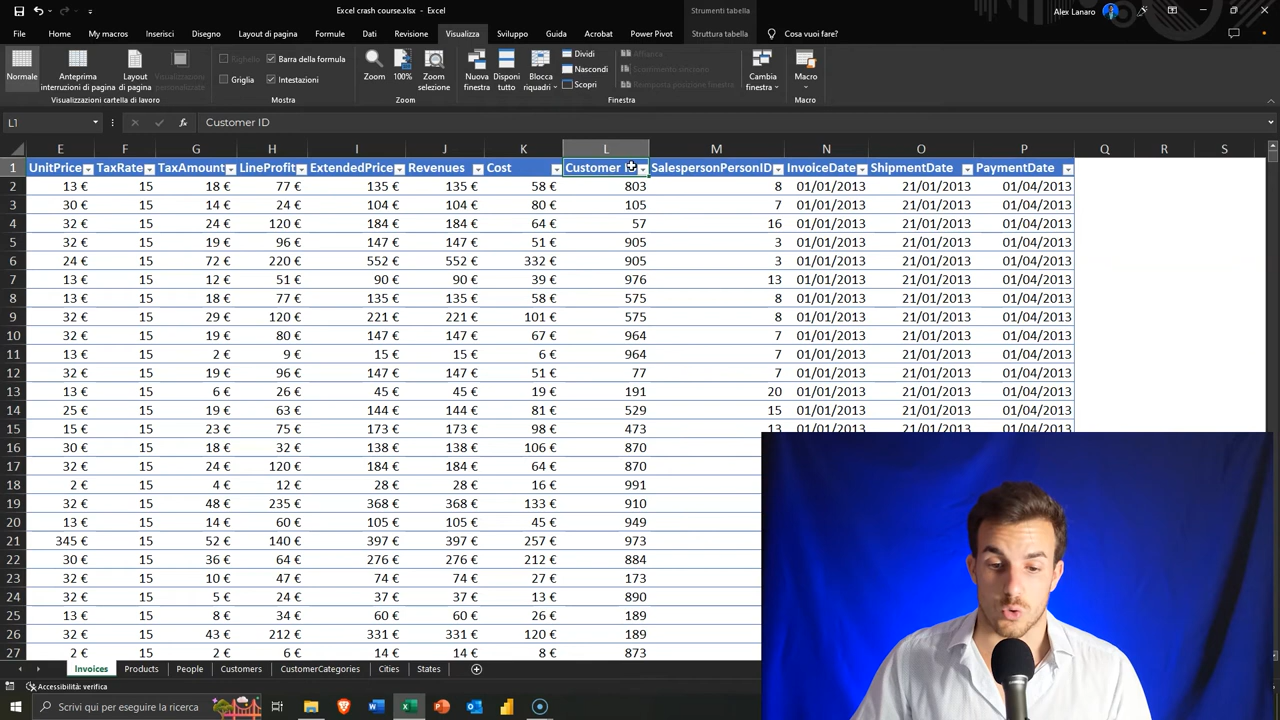 Excel crash course.xlsx - Excel
Strumenti tabella
Alex Lanaro
File Home My macros Inserisci Disegno Layout di pagina Formule Dati Revisione Visualizza Sviluppo Guida Acrobat Power Pivot Struttura tabella Cosa vuoi fare?
Normale
Anteprima interruzioni di pagina
Layout di pagina
Visualizzazioni personalizzate
Righello
Barra della formula
Griglia
Intestazioni
Zoom
100%
Zoom selezione
Nuova finestra
Disponi tutto
Blocca riquadri
Dividi
Nascondi
Scopri
Affianca
Scorrimento sincrono
Reimposta posizione finestra
Cambia finestra
Macro
Visualizzazioni cartella di lavoro Mostra Zoom Finestra Macro
L1 fx Customer ID
E F G H I J K L M N O P Q R S
1 UnitPrice TaxRate TaxAmount LineProfit ExtendedPrice Revenues Cost Customer SalespersonPersonID InvoiceDate ShipmentDate PaymentDate
2 13 € 15 18 € 77 € 135 € 135 € 58 € 803 8 01/01/2013 21/01/2013 01/04/2013
3 30 € 15 14 € 24 € 104 € 104 € 80 € 105 7 01/01/2013 21/01/2013 01/04/2013
4 32 € 15 24 € 120 € 184 € 184 € 64 € 57 16 01/01/2013 21/01/2013 01/04/2013
5 32 € 15 19 € 96 € 147 € 147 € 51 € 905 3 01/01/2013 21/01/2013 01/04/2013
6 24 € 15 72 € 220 € 552 € 552 € 332 € 905 3 01/01/2013 21/01/2013 01/04/2013
7 13 € 15 12 € 51 € 90 € 90 € 39 € 976 13 01/01/2013 21/01/2013 01/04/2013
8 13 € 15 18 € 77 € 135 € 135 € 58 € 575 8 01/01/2013 21/01/2013 01/04/2013
9 32 € 15 29 € 120 € 221 € 221 € 101 € 575 8 01/01/2013 21/01/2013 01/04/2013
10 32 € 15 19 € 80 € 147 € 147 € 67 € 964 7 01/01/2013 21/01/2013 01/04/2013
11 13 € 15 2 € 9 € 15 € 15 € 6 € 964 7 01/01/2013 21/01/2013 01/04/2013
12 32 € 15 19 € 96 € 147 € 147 € 51 € 77 7 01/01/2013 21/01/2013 01/04/2013
13 13 € 15 6 € 26 € 45 € 45 € 19 € 191 20 01/01/2013 21/01/2013 01/04/2013
14 25 € 15 19 € 63 € 144 € 144 € 81 € 529 15 01/01/2013 21/01/2013 01/04/2013
15 15 € 15 23 € 75 € 173 € 173 € 98 € 473 13 01/01/2013 21/01/2013 01/04/2013
16 30 € 15 18 € 32 € 138 € 138 € 106 € 870
17 32 € 15 24 € 120 € 184 € 184 € 64 € 870
18 2 € 15 4 € 12 € 28 € 28 € 16 € 991
19 32 € 15 48 € 235 € 368 € 368 € 133 € 910
20 13 € 15 14 € 60 € 105 € 105 € 45 € 949
21 345 € 15 52 € 140 € 397 € 397 € 257 € 973
22 30 € 15 36 € 64 € 276 € 276 € 212 € 884
23 32 € 15 10 € 47 € 74 € 74 € 27 € 173
24 32 € 15 5 € 24 € 37 € 37 € 13 € 890
25 13 € 15 8 € 34 € 60 € 60 € 26 € 189
26 32 € 15 43 € 212 € 331 € 331 € 120 € 189
27 2 € 15 2 € 6 € 14 € 14 € 8 € 873
Invoices Products People Customers CustomerCategories Cities States
Accessibilità: verifica
Scrivi qui per eseguire la ricerca